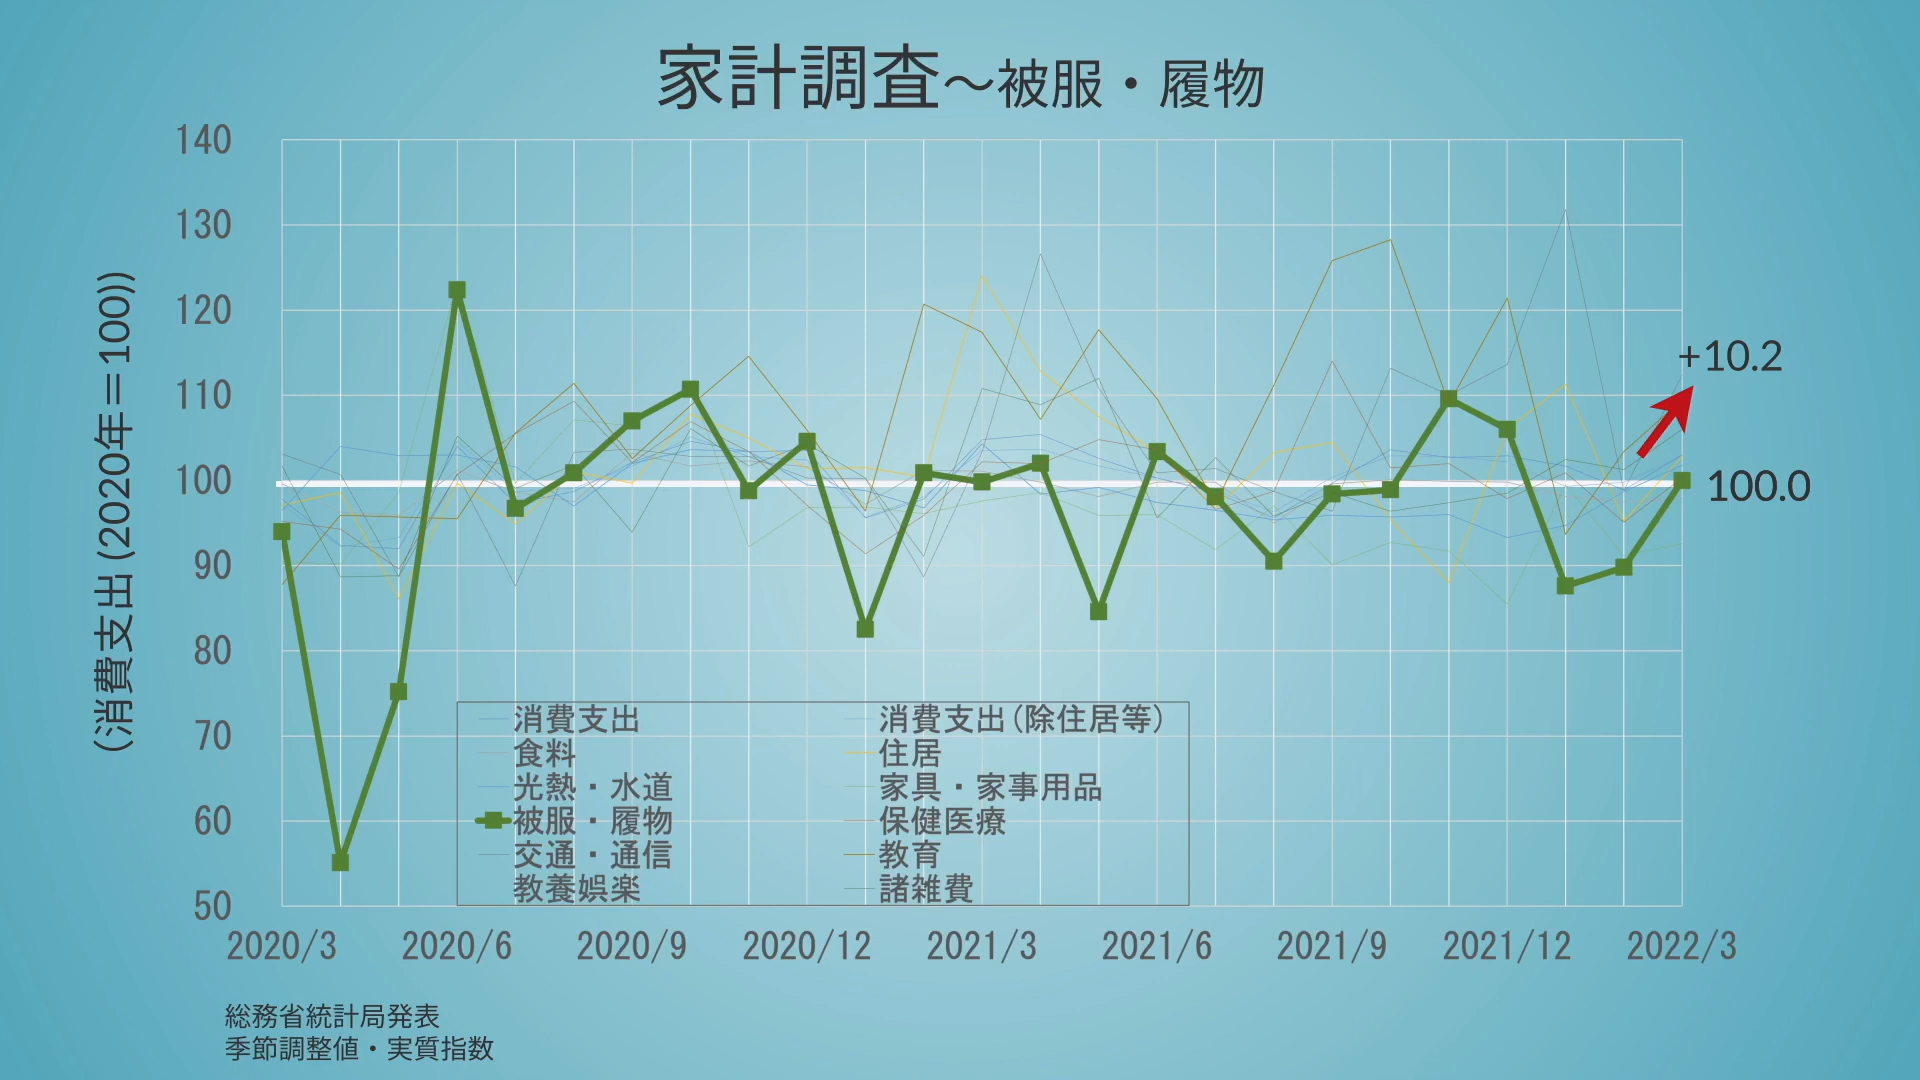 家計調査～被服・履物
(消費支出(2020年＝100))
140
130
120
110
100
90
80
70
60
50
+10.2
100.0
消費支出
消費支出(除住居等)
食料
住居
光熱・水道
家具・家事用品
被服・履物
保健医療
交通・通信
教育
教養娯楽
諸雑費
2020/3 2020/6 2020/9 2020/12 2021/3 2021/6 2021/9 2021/12 2022/3
総務省統計局発表
季節調整値・実質指数